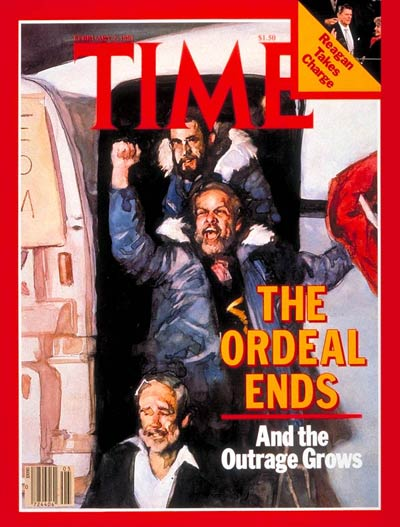 $1.50
TIME
Reagan
Takes
Charge
THE
ORDEAL
ENDS
And the
Outrage Grows